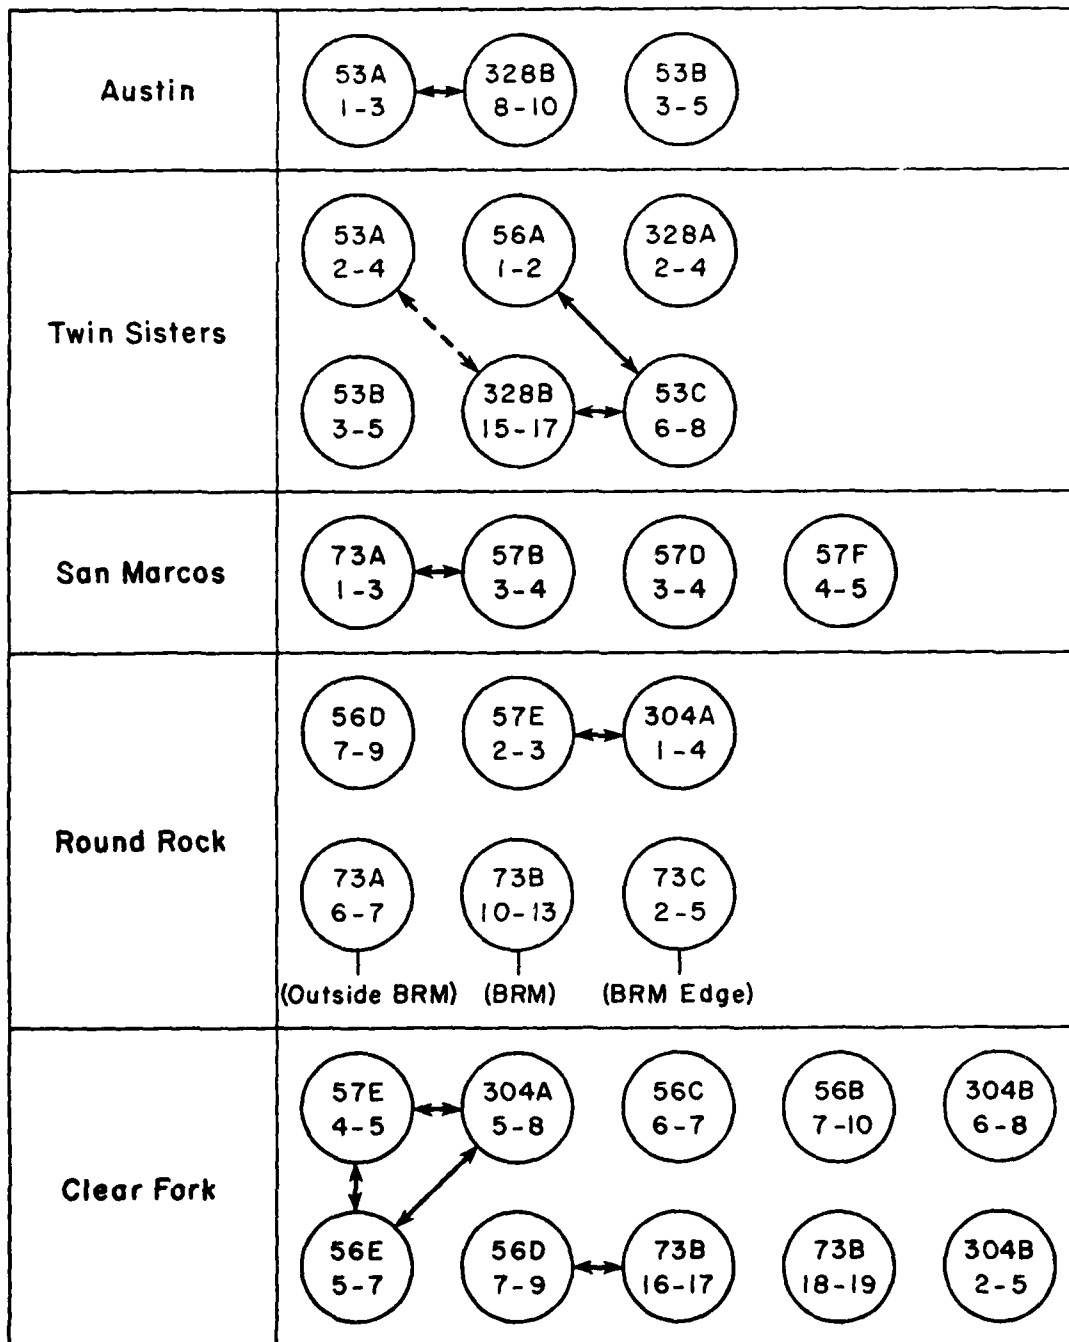 Austin
53A
1-3
328B
8-10
53B
3-5
Twin Sisters
53A
2-4
56A
1-2
328A
2-4
53B
3-5
328B
15-17
53C
6-8
San Marcos
73A
1-3
57B
3-4
57D
3-4
57F
4-5
Round Rock
56D
7-9
57E
2-3
304A
1-4
73A
6-7
73B
10-13
73C
2-5
(Outside BRM)
(BRM)
(BRM Edge)
Clear Fork
57E
4-5
304A
5-8
56C
6-7
56B
7-10
304B
6-8
56E
5-7
56D
7-9
73B
16-17
73B
18-19
304B
2-5